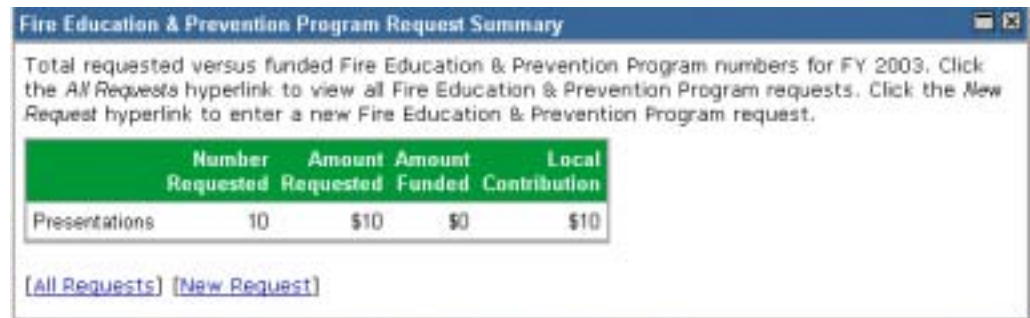 Fire Education & Prevention Program Request Summary
Total requested versus funded Fire Education & Prevention Program numbers for FY 2003. Click
the All Requests hyperlink to view all Fire Education & Prevention Program requests. Click the New
Request hyperlink to enter a new Fire Education & Prevention Program request.
Number Amount Amount Local
Requested Requested Funded Contribution
Presentations 10 $10 $0 $10
[All Requests] [New Request]